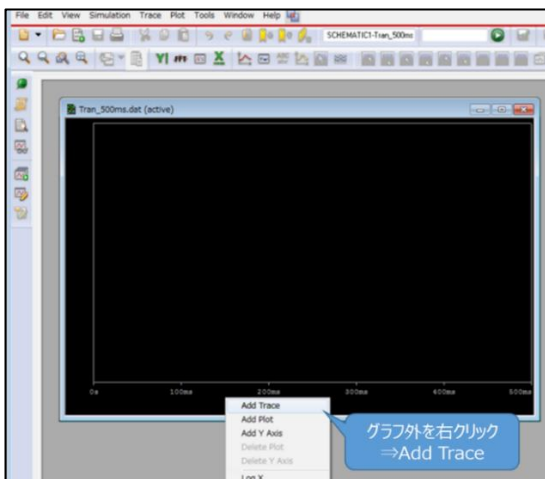 File Edit View Simulation Trace Plot Tools Window Help
SCHEMATIC1-Tran_500ms
Tran_500ms.dat (active)
0s 100ms 200ms 300ms 400ms 500ms
Add Trace
Add Plot
Add Y Axis
Delete Plot
Delete Y Axis
Log X
グラフ外を右クリック
⇒Add Trace